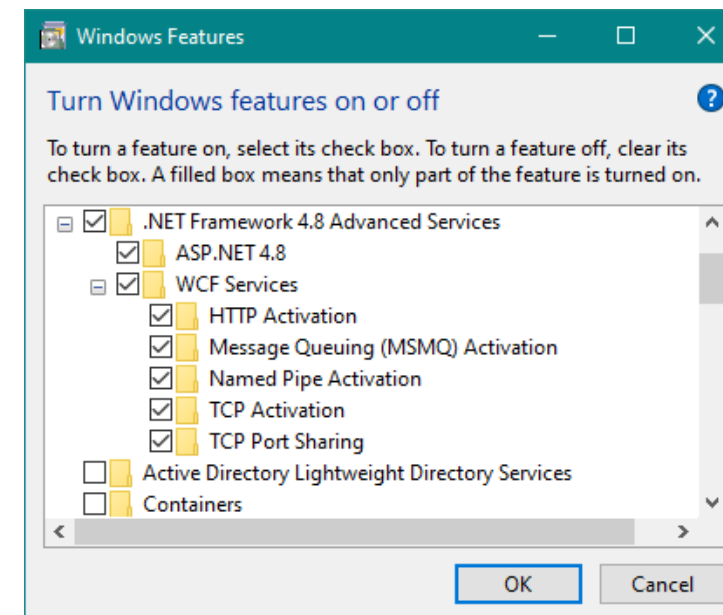 Windows Features
Turn Windows features on or off
?
To turn a feature on, select its check box. To turn a feature off, clear its
check box. A filled box means that only part of the feature is turned on.
.NET Framework 4.8 Advanced Services
ASP.NET 4.8
WCF Services
HTTP Activation
Message Queuing (MSMQ) Activation
Named Pipe Activation
TCP Activation
TCP Port Sharing
Active Directory Lightweight Directory Services
Containers
OK
Cancel